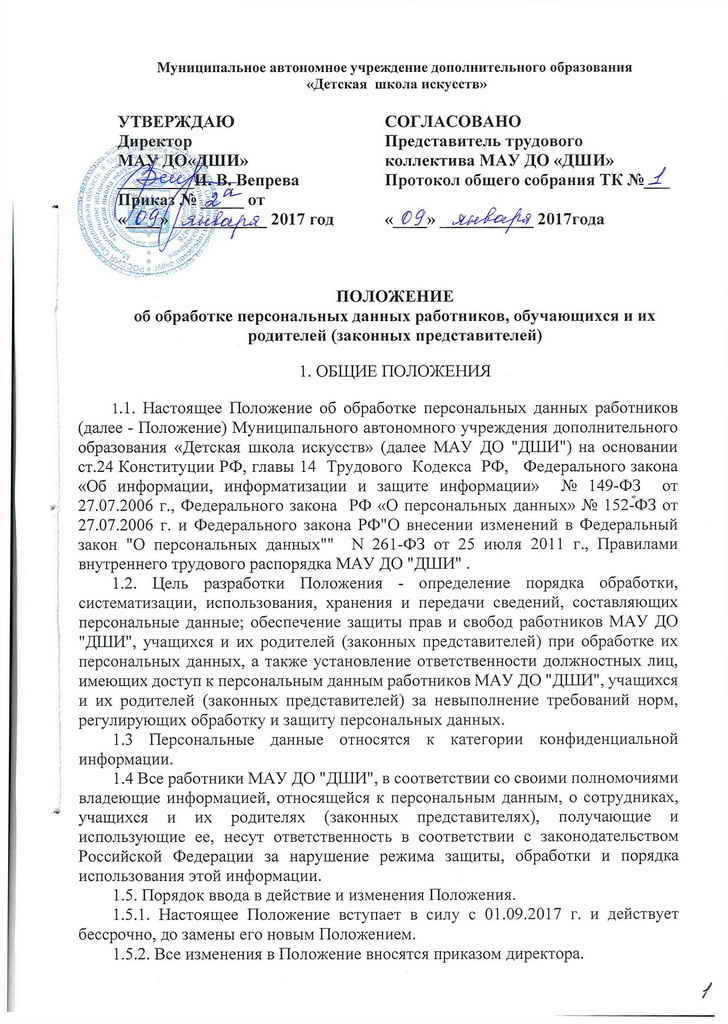 Муниципальное автономное учреждение дополнительного образования
«Детская школа искусств»
УТВЕРЖДАЮ
Директор
МАУ ДО«ДШИ»
И. В. Вепрева
Приказ № 2а от
«09» января 2017 год
СОГЛАСОВАНО
Представитель трудового
коллектива МАУ ДО «ДШИ»
Протокол общего собрания ТК № 1
«09» января 2017года
ПОЛОЖЕНИЕ
об обработке персональных данных работников, обучающихся и их
родителей (законных представителей)
1. ОБЩИЕ ПОЛОЖЕНИЯ
1.1. Настоящее Положение об обработке персональных данных работников
(далее - Положение) Муниципального автономного учреждения дополнительного
образования «Детская школа искусств» (далее МАУ ДО "ДШИ") на основании
ст.24 Конституции РФ, главы 14 Трудового Кодекса РФ, Федерального закона
«Об информации, информатизации и защите информации» № 149-ФЗ от
27.07.2006 г., Федерального закона РФ «О персональных данных» № 152-ФЗ от
27.07.2006 г. и Федерального закона РФ"О внесении изменений в Федеральный
закон "О персональных данных"" N 261-ФЗ от 25 июля 2011 г., Правилами
внутреннего трудового распорядка МАУ ДО "ДШИ" .
1.2. Цель разработки Положения - определение порядка обработки,
систематизации, использования, хранения и передачи сведений, составляющих
персональные данные; обеспечение защиты прав и свобод работников МАУ ДО
"ДШИ", учащихся и их родителей (законных представителей) при обработке их
персональных данных, а также установление ответственности должностных лиц,
имеющих доступ к персональным данным работников МАУ ДО "ДШИ", учащихся
и их родителей (законных представителей) за невыполнение требований норм,
регулирующих обработку и защиту персональных данных.
1.3 Персональные данные относятся к категории конфиденциальной
информации.
1.4 Все работники МАУ ДО "ДШИ", в соответствии со своими полномочиями
владеющие информацией, относящейся к персональным данным, о сотрудниках,
учащихся и их родителях (законных представителях), получающие и
использующие ее, несут ответственность в соответствии с законодательством
Российской Федерации за нарушение режима защиты, обработки и порядка
использования этой информации.
1.5. Порядок ввода в действие и изменения Положения.
1.5.1. Настоящее Положение вступает в силу с 01.09.2017 г. и действует
бессрочно, до замены его новым Положением.
1.5.2. Все изменения в Положение вносятся приказом директора.
1